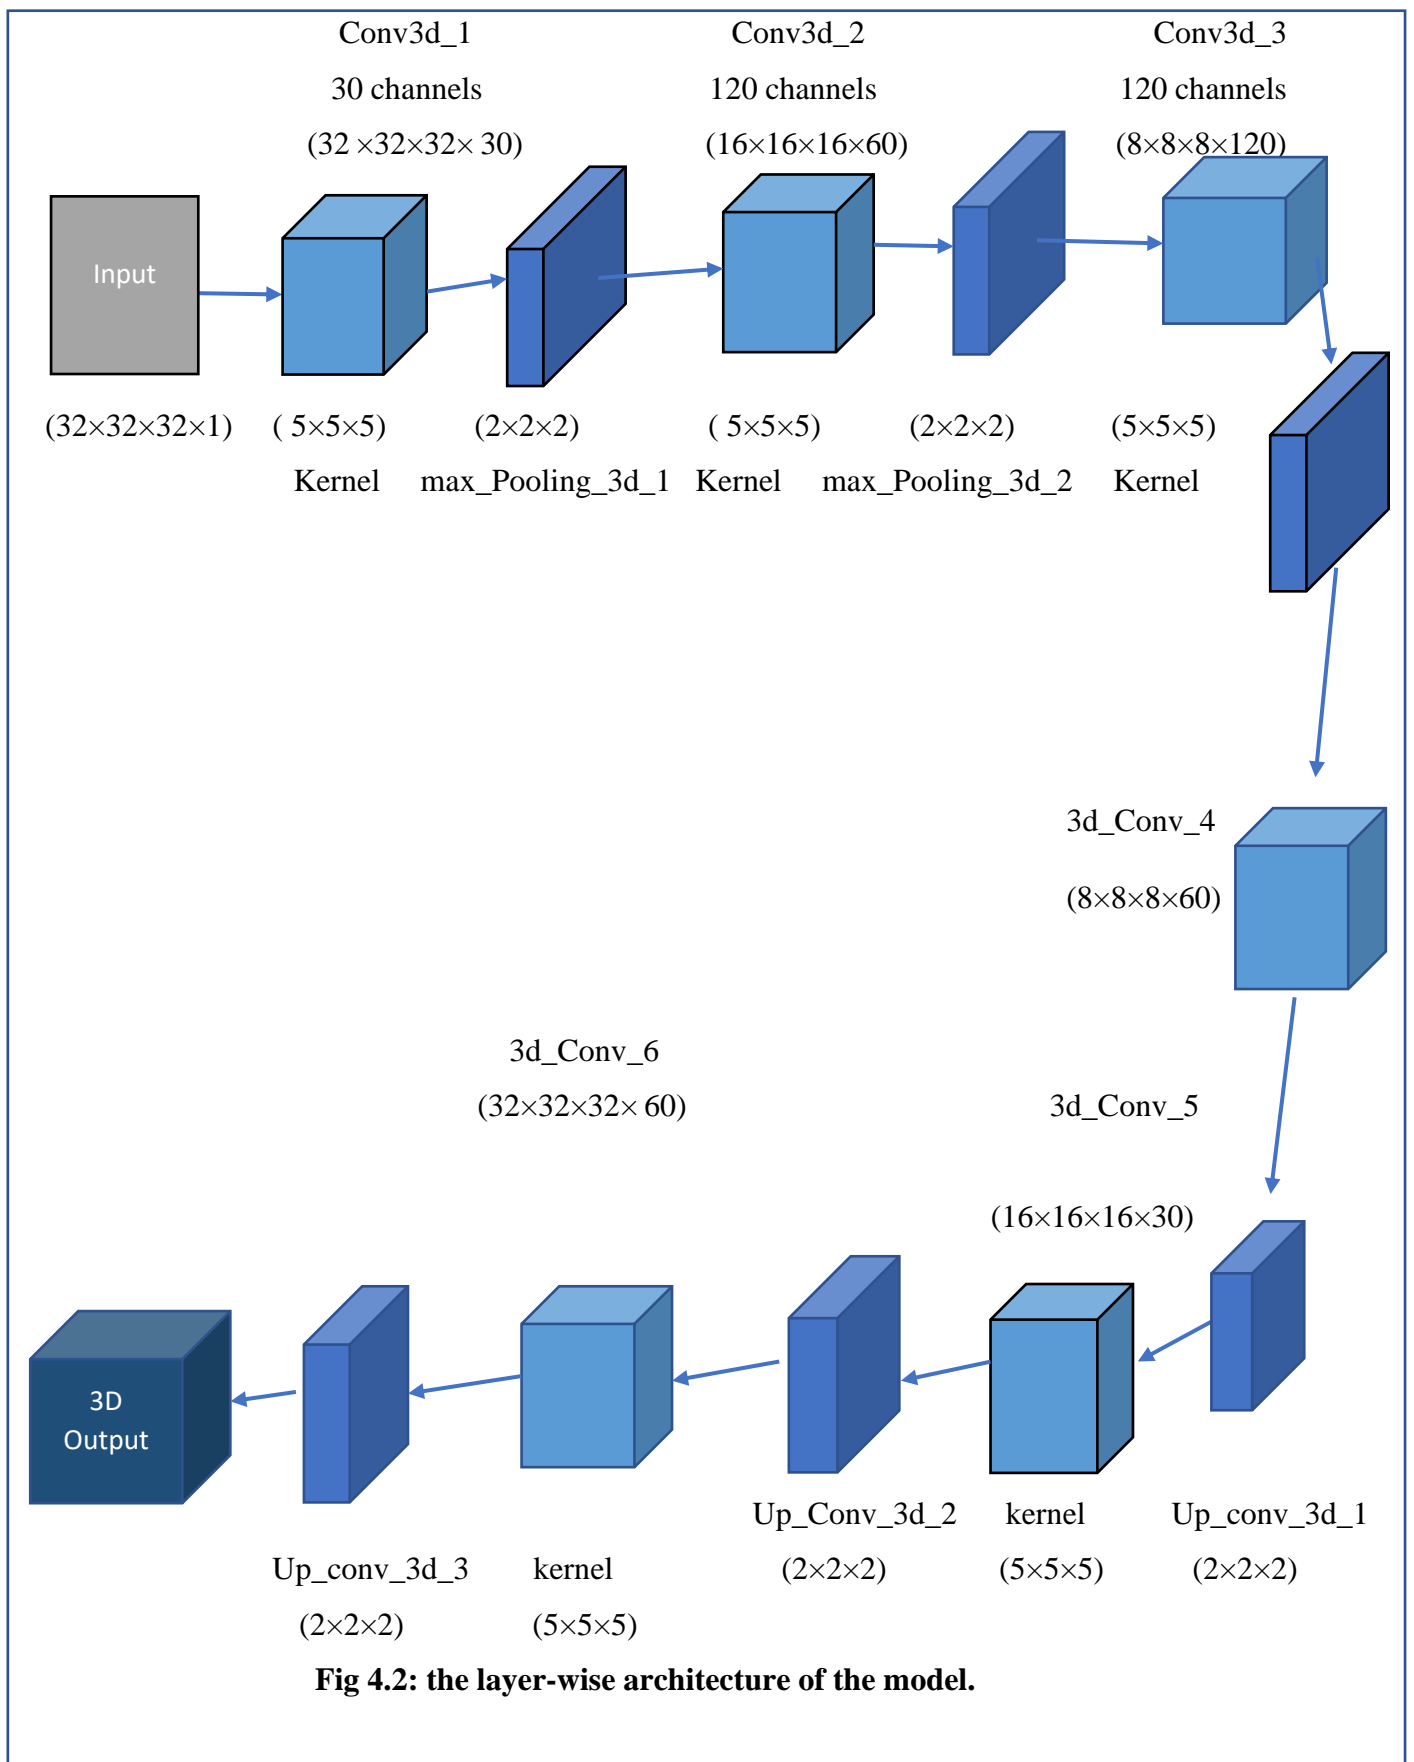 Conv3d_1 Conv3d_2 Conv3d_3
30 channels 120 channels 120 channels
(32 ×32×32× 30) (16×16×16×60) (8×8×8×120)
Input
(32×32×32×1) ( 5×5×5) (2×2×2) ( 5×5×5) (2×2×2) (5×5×5)
Kernel max_Pooling_3d_1 Kernel max_Pooling_3d_2 Kernel
3d_Conv_4
(8×8×8×60)
3d_Conv_6
(32×32×32× 60) 3d_Conv_5
(16×16×16×30)
3D
Output
Up_Conv_3d_2 kernel Up_conv_3d_1
Up_conv_3d_3 kernel (2×2×2) (5×5×5) (2×2×2)
(2×2×2) (5×5×5)
Fig 4.2: the layer-wise architecture of the model.